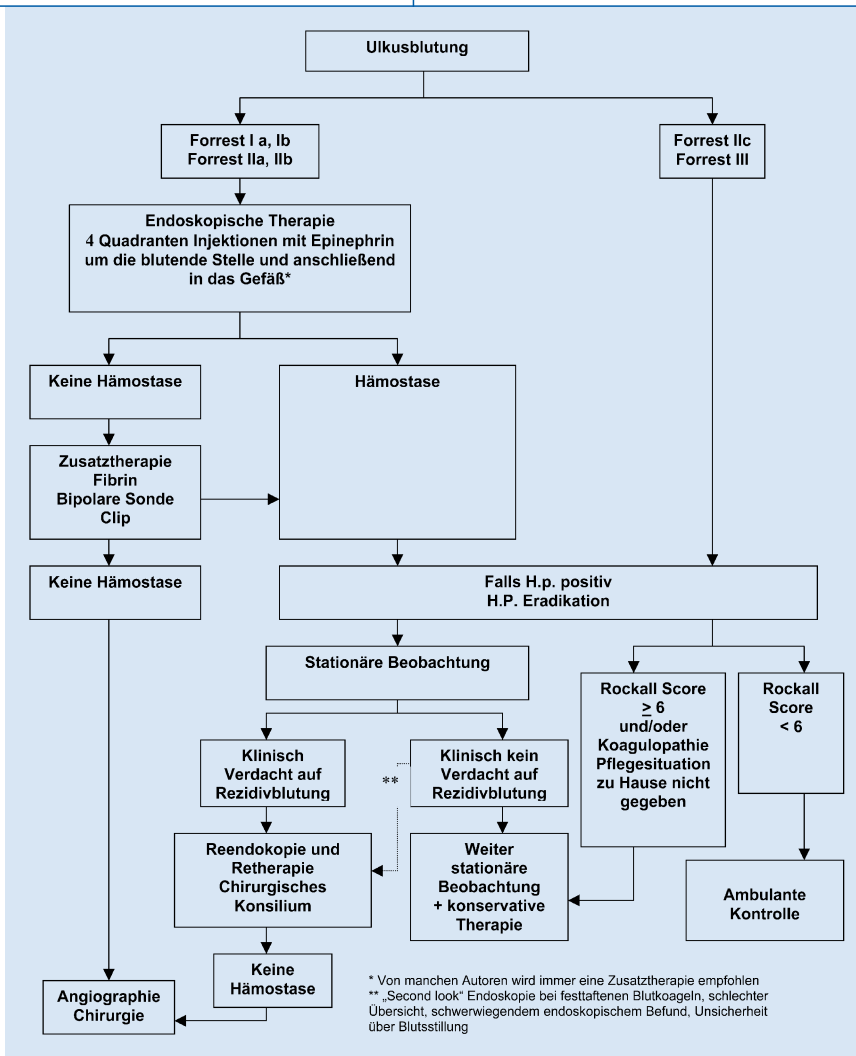 Ulkusblutung
Forrest I a, Ib
Forrest IIa, IIb
Forrest IIc
Forrest III
Endoskopische Therapie
4 Quadranten Injektionen mit Epinephrin
um die blutende Stelle und anschließend
in das Gefäß*
Keine Hämostase
Hämostase
Zusatztherapie
Fibrin
Bipolare Sonde
Clip
Keine Hämostase
Falls H.p. positiv
H.P. Eradikation
Stationäre Beobachtung
Rockall Score
≥ 6
und/oder
Koagulopathie
Pflegesituation
zu Hause nicht
gegeben
Rockall
Score
< 6
Klinisch
Verdacht auf
Rezidivblutung
**
Klinisch kein
Verdacht auf
Rezidivblutung
Reendokopie und
Retherapie
Chirurgisches
Konsilium
Weiter
stationäre
Beobachtung
+ konservative
Therapie
Ambulante
Kontrolle
Keine
Hämostase
Angiographie
Chirurgie
* Von manchen Autoren wird immer eine Zusatztherapie empfohlen
** „Second look“ Endoskopie bei festtaftenen Blutkoageln, schlechter
Übersicht, schwerwiegendem endoskopischem Befund, Unsicherheit
über Blutsstillung